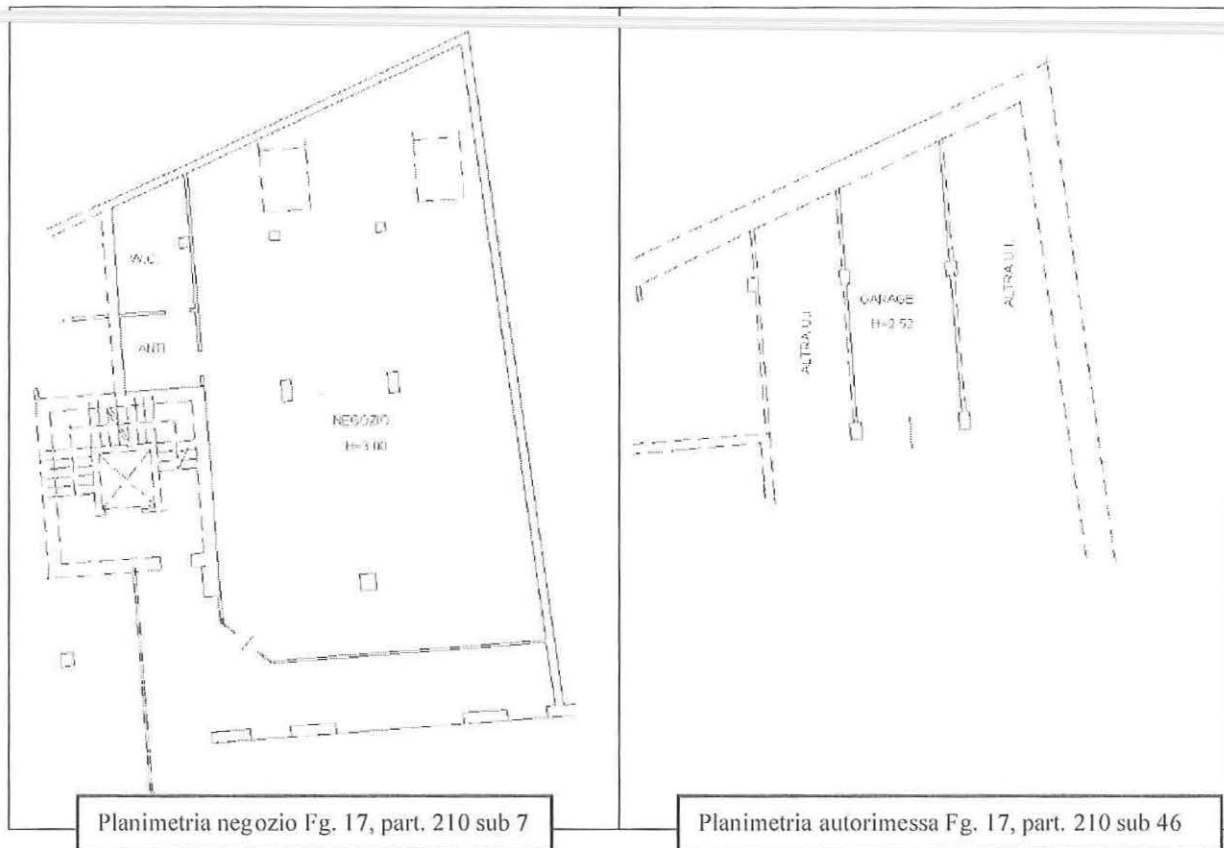 W.C.
ANTI
NEGOZIO
H=3.00
Planimetria negozio Fg. 17, part. 210 sub 7
ALTRA U.I.
GARAGE
H=2.52
ALTRA U.I.
Planimetria autorimessa Fg. 17, part. 210 sub 46